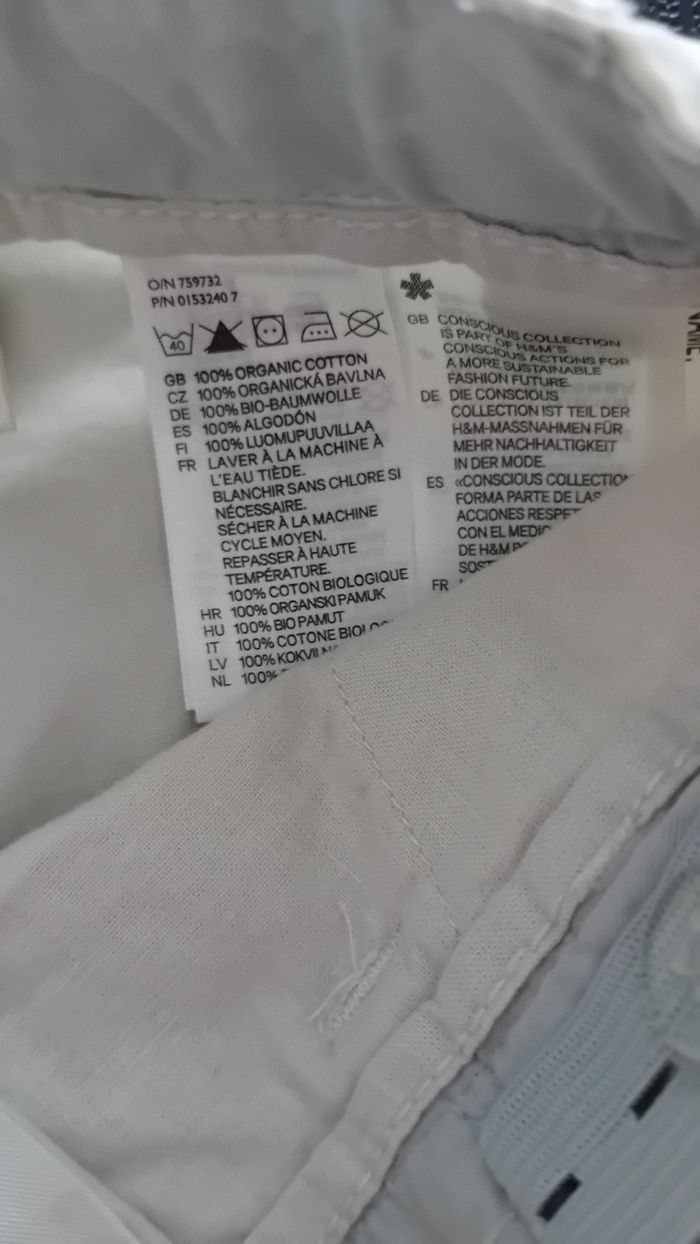 O/N 759732
P/N 0153240 7
40
GB 100% ORGANIC COTTON
CZ 100% ORGANICKÁ BAVLNA
DE 100% BIO-BAUMWOLLE
ES 100% ALGODÓN
FI 100% LUOMUPUUVILLAA
FR LAVER À LA MACHINE À
L'EAU TIÈDE.
BLANCHIR SANS CHLORE SI
NÉCESSAIRE.
SÉCHER À LA MACHINE
CYCLE MOYEN.
REPASSER À HAUTE
TEMPÉRATURE.
100% COTON BIOLOGIQUE
HR 100% ORGANSKI PAMUK
HU 100% BIO PAMUT
IT 100% COTONE
LV 100%
NL 100%
GB CONSCIOUS COLLECTION
IS PART OF H&M'S
CONSCIOUS ACTIONS FOR
A MORE SUSTAINABLE
FASHION FUTURE.
DE DIE CONSCIOUS
COLLECTION IST TEIL DER
H&M-MASSNAHMEN FÜR
MEHR NACHHALTIGKEIT
IN DER MODE.
ES «CONSCIOUS COLLECTION
FORMA PARTE DE LAS
ACCIONES
CON EL
DE H&M
FR